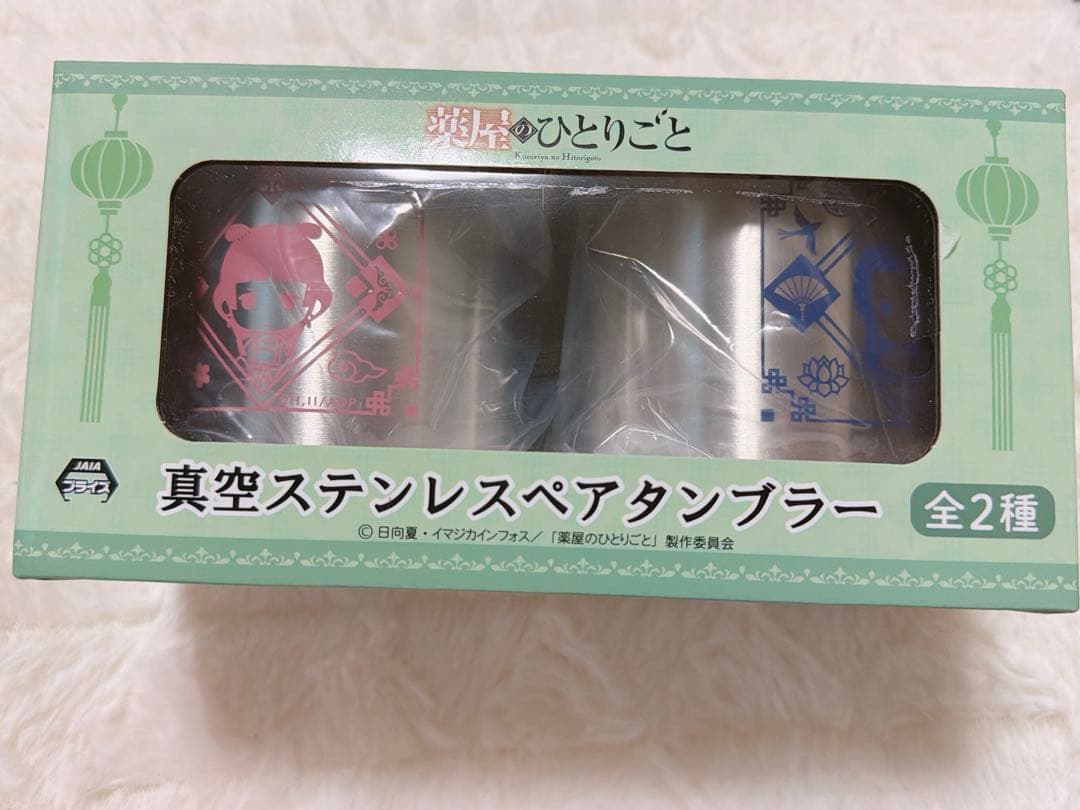 薬屋のひとりごと
Kusuriya no Hitorigoto
JAIA
プライズ
真空ステンレスペアタンブラー
全2種
© 日向夏・イマジカインフォス/「薬屋のひとりごと」製作委員会